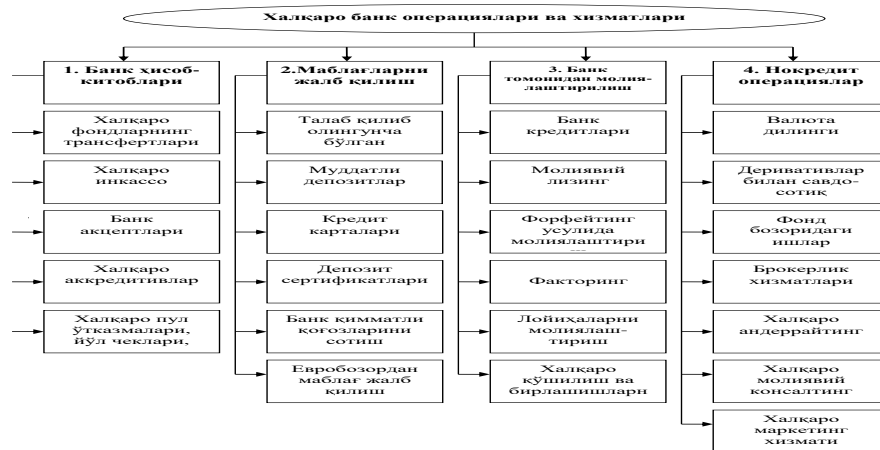 Халқаро банк операциялари ва хизматлари
1. Банк ҳисоб-
китоблари
Халқаро
фондларнинг
трансфертлари
Халқаро
инкассо
Банк
акцептлари
Халқаро
аккредитивлар
Халқаро пул
ўтказмалари,
йўл чеклари,
2.Маблағларни
жалб қилиш
Талаб қилиб
олингунча
бўлган
Муддатли
депозитлар
Кредит
карталари
Депозит
сертификатлари
Банк қимматли
қоғозларини
сотиш
Евробозордан
маблағ жалб
қилиш
3. Банк
томонидан молия-
лаштирилиш
Банк
кредитлари
Молиявий
лизинг
Форфейтинг
усулида
молиялаштири
Факторинг
Лойиҳаларни
молиялаш-
тириш
Халқаро
қўшилиш ва
бирлашишларн
4. Нокредит
операциялар
Валюта
дилинги
Деривативлар
билан савдо-
сотиқ
Фонд
бозоридаги
ишлар
Брокерлик
хизматлари
Халқаро
андеррайтинг
Халқаро
молиявий
консалтинг
Халқаро
маркетинг
хизмати